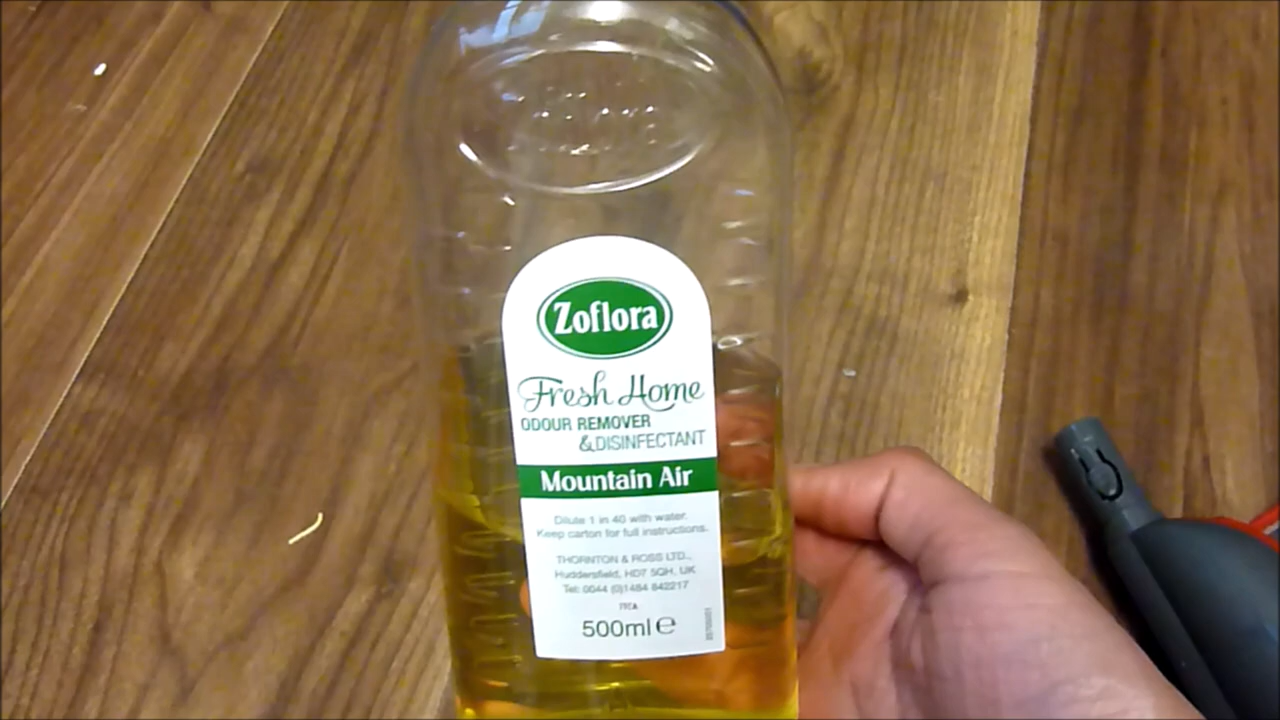 Zoflora
Fresh Home
ODOUR REMOVER
& DISINFECTANT
Mountain Air
Dilute 1 in 40 with water.
Keep carton for full instructions.
THORNTON & ROSS LTD.,
Huddersfield, HD7 5QH, UK
Tel: 0044 (0)1484 842217
500ml e